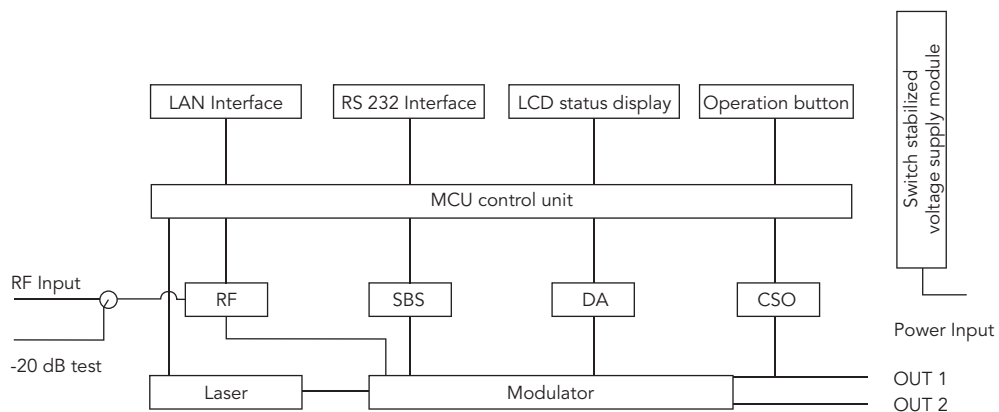 Switch stabilized
voltage supply module
LAN Interface
RS 232 Interface
LCD status display
Operation button
MCU control unit
RF Input
RF
SBS
DA
CSO
Power Input
-20 dB test
Laser
Modulator
OUT 1
OUT 2